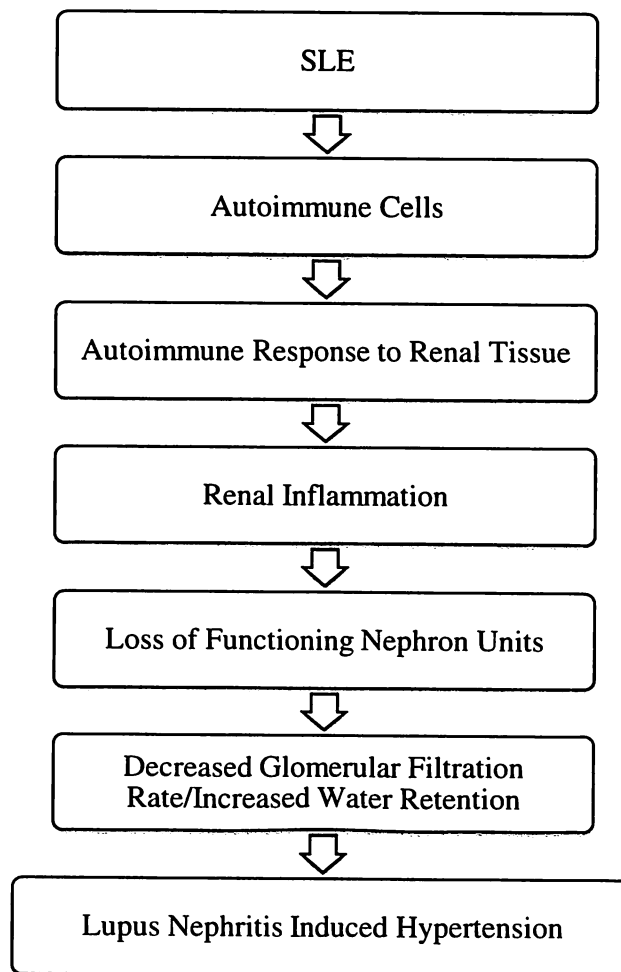 SLE
Autoimmune Cells
Autoimmune Response to Renal Tissue
Renal Inflammation
Loss of Functioning Nephron Units
Decreased Glomerular Filtration
Rate/Increased Water Retention
Lupus Nephritis Induced Hypertension